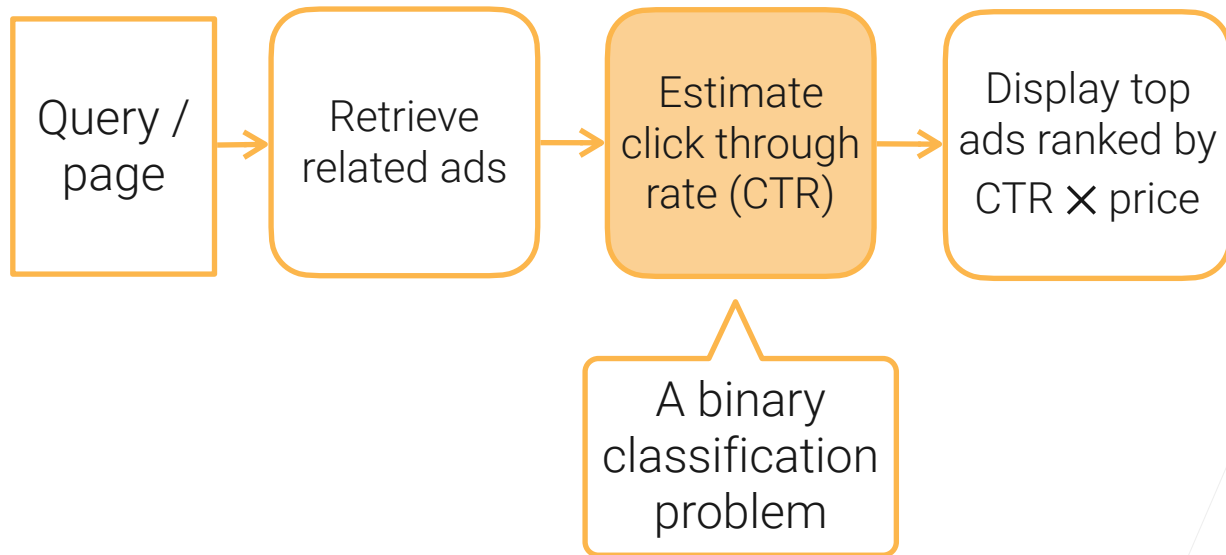 Query /
page
Retrieve
related ads
Estimate
click through
rate (CTR)
Display top
ads ranked by
CTR × price
A binary
classification
problem